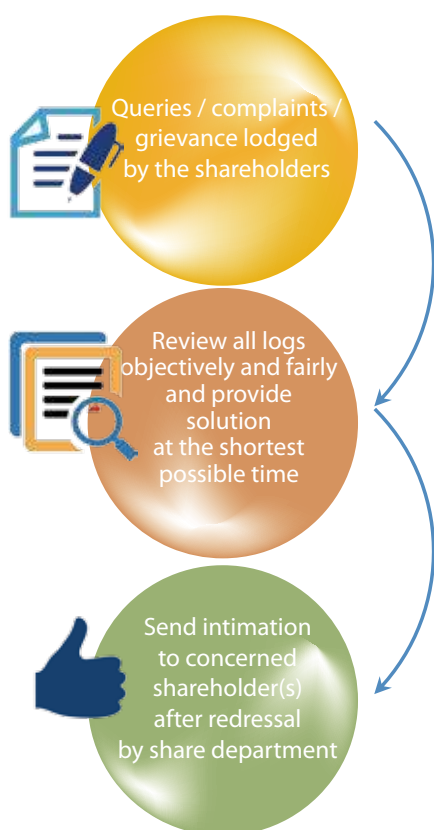 Queries / complaints /
grievance lodged
by the shareholders
Review all logs
objectively and fairly
and provide
solution
at the shortest
possible time
Send intimation
to concerned
shareholder(s)
after redressal
by share department